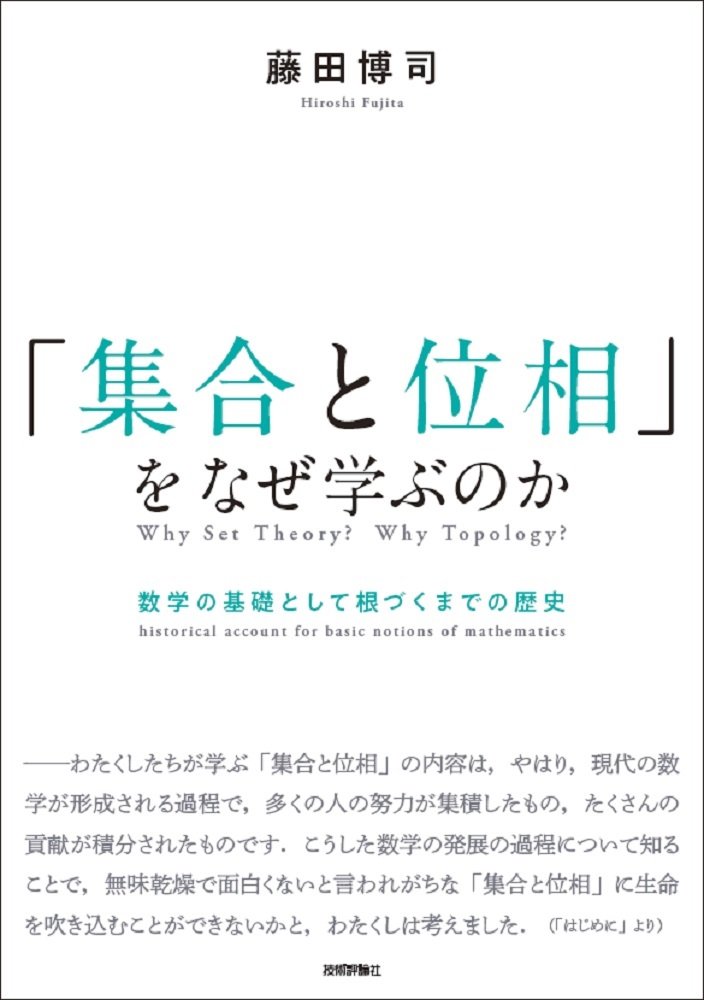 藤田博司
Hiroshi Fujita
「集合と位相」
をなぜ学ぶのか
Why Set Theory? Why Topology?
数学の基礎として根づくまでの歴史
historical account for basic notions of mathematics
——わたくしたちが学ぶ「集合と位相」の内容は，やはり，現代の数
学が形成される過程で，多くの人の努力が集積したもの，たくさんの
貢献が積分されたものです．こうした数学の発展の過程について知る
ことで，無味乾燥で面白くないと言われがちな「集合と位相」に生命
を吹き込むことができないかと，わたくしは考えました．（「はじめに」より）
技術評論社